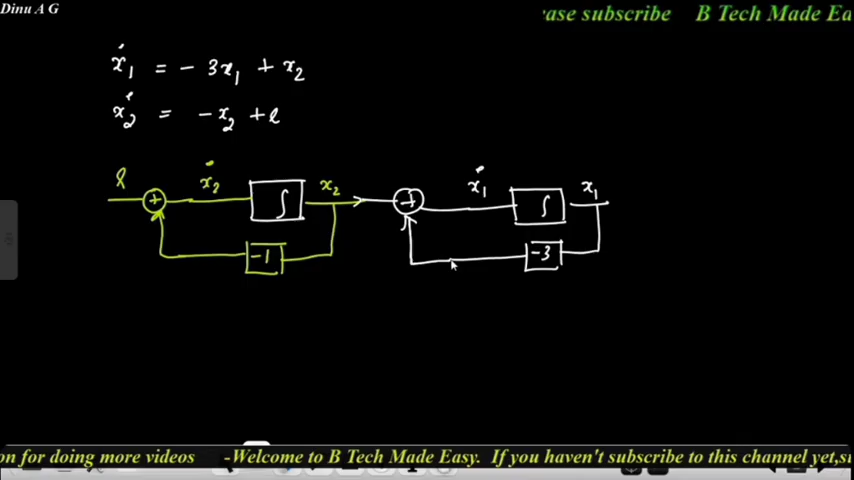 Dinu A G
ase subscribe B Tech Made Ea
ẋ₁ = - 3x₁ + x₂
ẋ₂ = - x₂ + r
r + ẋ₂ ∫ x₂ + ẋ₁ ∫ x₁
-1 -3
on for doing more videos -Welcome to B Tech Made Easy. If you haven't subscribe to this channel yet,su